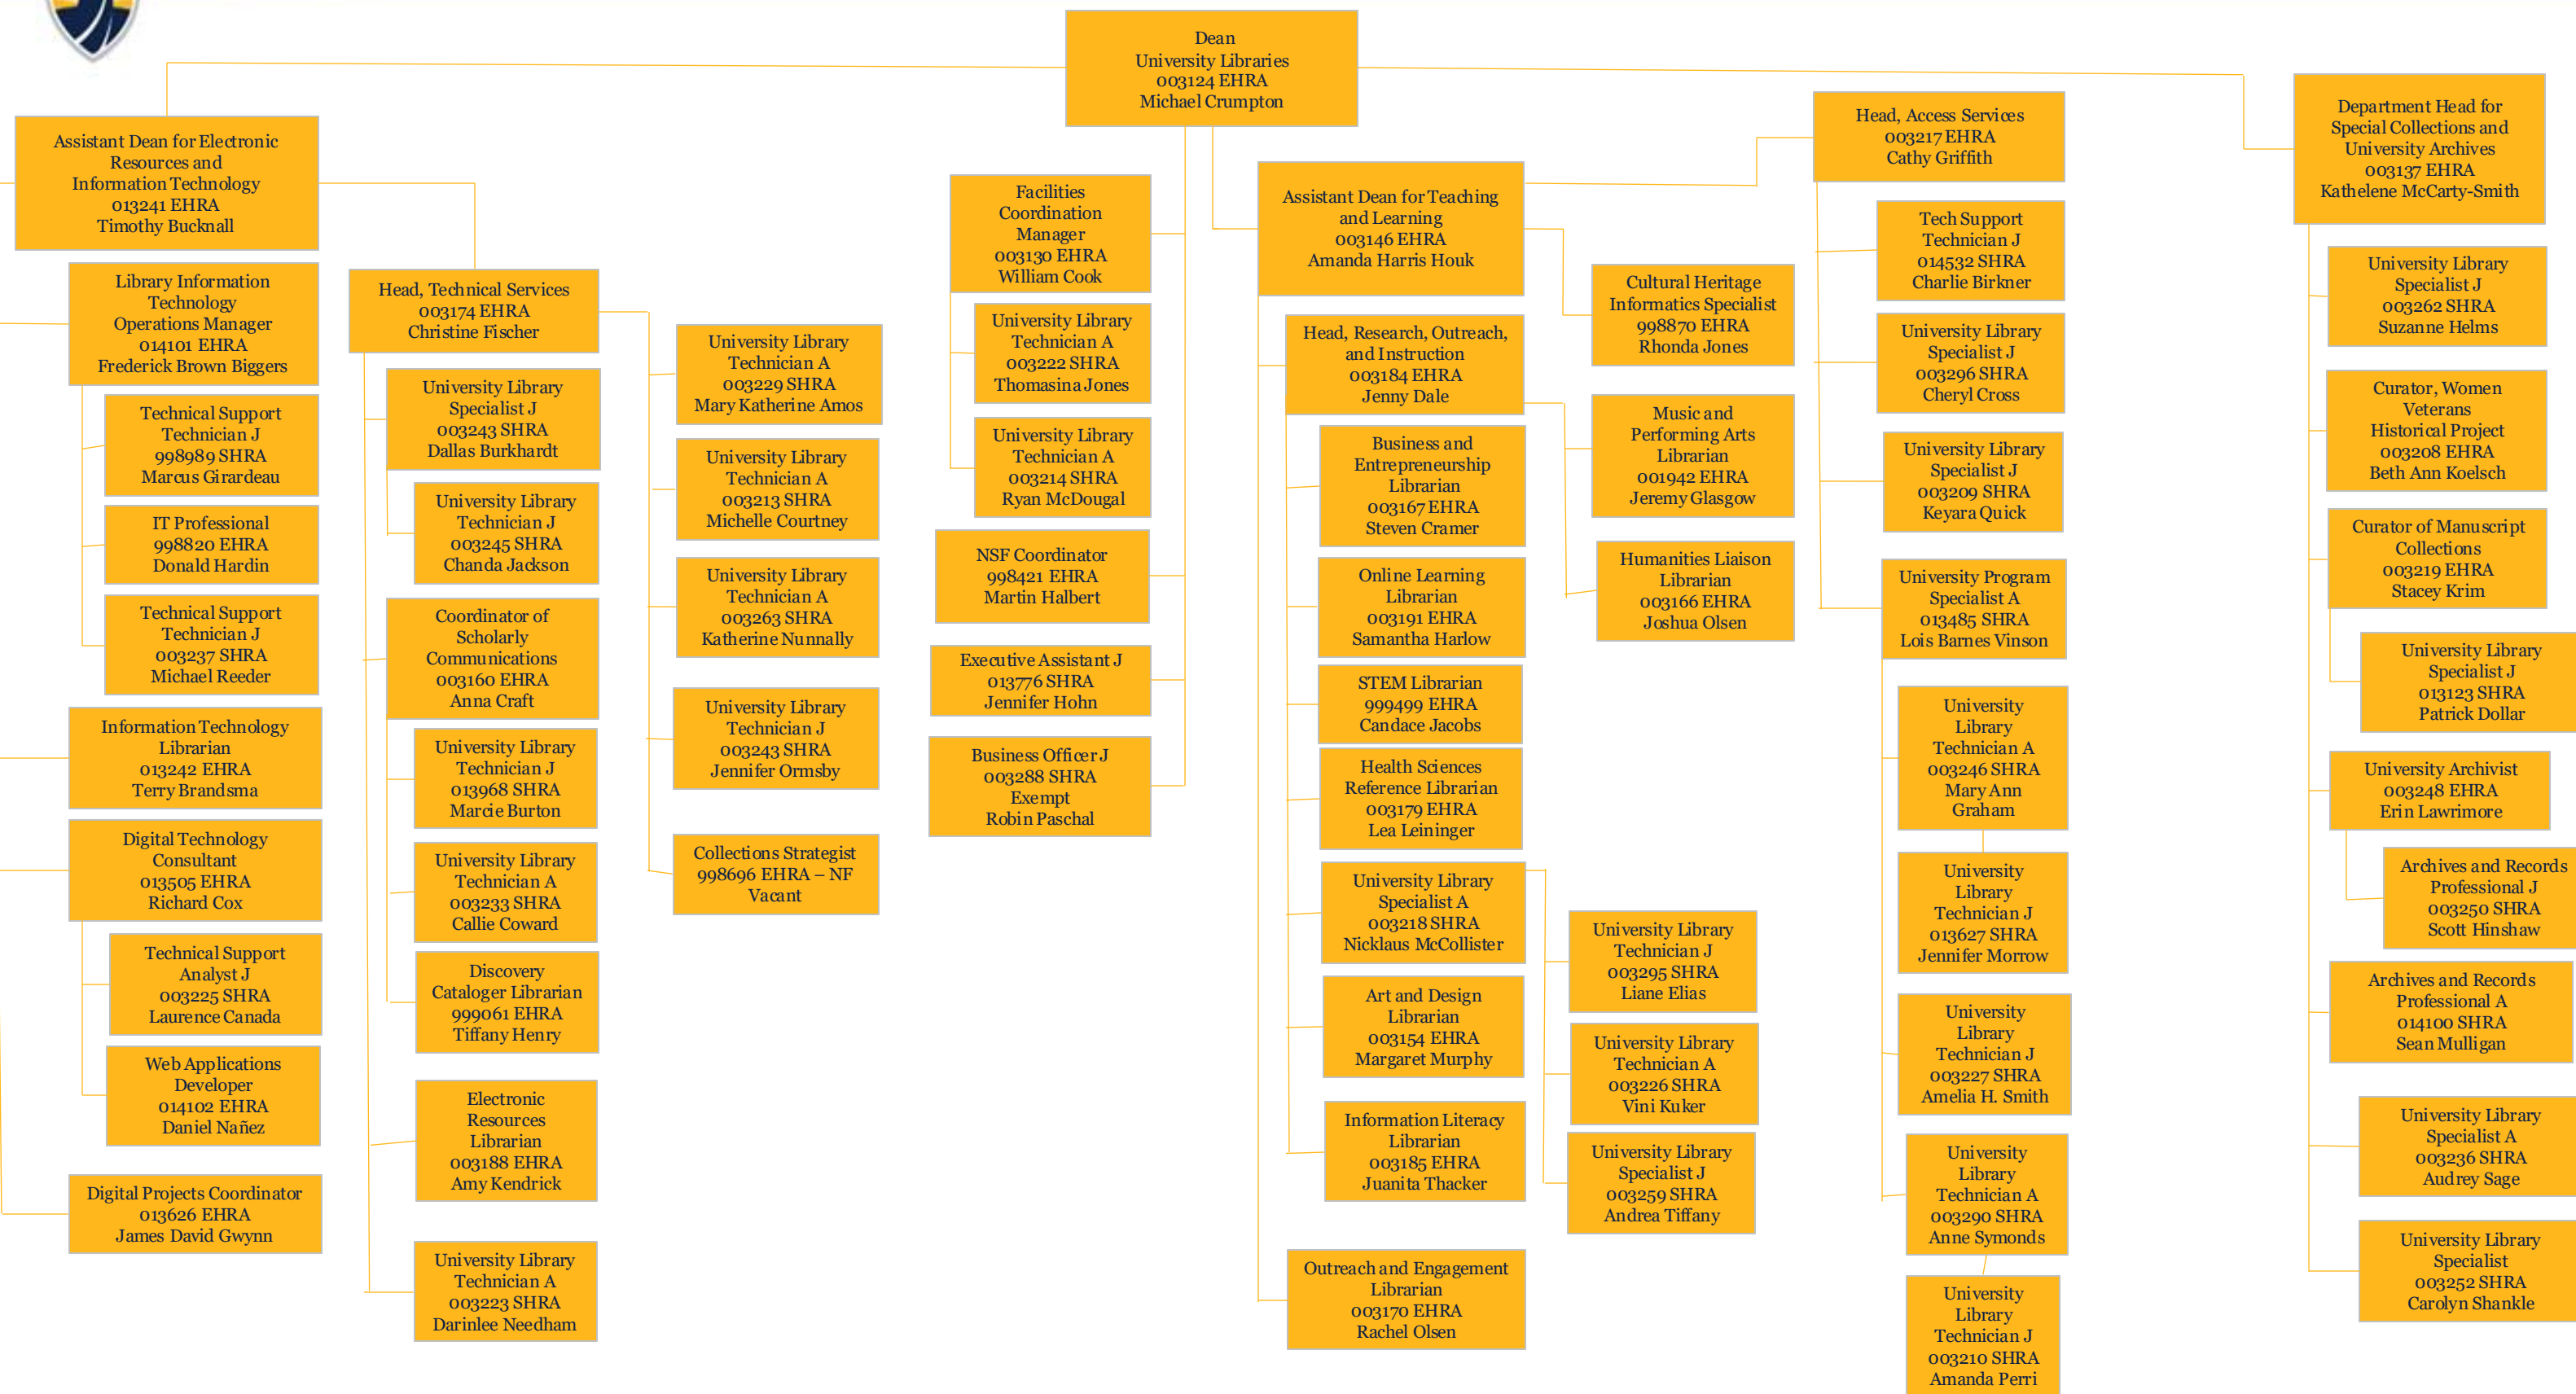 Dean
University Libraries
003124 EHRA
Michael Crumpton
Assistant Dean for Electronic
Resources and
Information Technology
013241 EHRA
Timothy Bucknall
Library Information
Technology
Operations Manager
014101 EHRA
Frederick Brown Biggers
Technical Support
Technician J
998989 SHRA
Marcus Girardeau
IT Professional
998820 EHRA
Donald Hardin
Technical Support
Technician J
003237 SHRA
Michael Reeder
Information Technology
Librarian
013242 EHRA
Terry Brandsma
Digital Technology
Consultant
013505 EHRA
Richard Cox
Technical Support
Analyst J
003225 SHRA
Laurence Canada
Web Applications
Developer
014102 EHRA
Daniel Nañez
Digital Projects Coordinator
013626 EHRA
James David Gwynn
Head, Technical Services
003174 EHRA
Christine Fischer
University Library
Specialist J
003243 SHRA
Dallas Burkhardt
University Library
Technician J
003245 SHRA
Chanda Jackson
Coordinator of
Scholarly
Communications
003160 EHRA
Anna Craft
University Library
Technician J
013968 SHRA
Marcie Burton
University Library
Technician A
003233 SHRA
Callie Coward
Discovery
Cataloger Librarian
999061 EHRA
Tiffany Henry
Electronic
Resources
Librarian
003188 EHRA
Amy Kendrick
University Library
Technician A
003223 SHRA
Darinlee Needham
University Library
Technician A
003229 SHRA
Mary Katherine Amos
University Library
Technician A
003213 SHRA
Michelle Courtney
University Library
Technician A
003263 SHRA
Katherine Nunnally
University Library
Technician J
003243 SHRA
Jennifer Ormsby
Collections Strategist
998696 EHRA – NF
Vacant
Facilities
Coordination
Manager
003130 EHRA
William Cook
University Library
Technician A
003222 SHRA
Thomasina Jones
University Library
Technician A
003214 SHRA
Ryan McDougal
NSF Coordinator
998421 EHRA
Martin Halbert
Executive Assistant J
013776 SHRA
Jennifer Hohn
Business Officer J
003288 SHRA
Exempt
Robin Paschal
Assistant Dean for Teaching
and Learning
003146 EHRA
Amanda Harris Houk
Head, Research, Outreach,
and Instruction
003184 EHRA
Jenny Dale
Business and
Entrepreneurship
Librarian
003167 EHRA
Steven Cramer
Online Learning
Librarian
003191 EHRA
Samantha Harlow
STEM Librarian
999499 EHRA
Candace Jacobs
Health Sciences
Reference Librarian
003179 EHRA
Lea Leininger
University Library
Specialist A
003218 SHRA
Nicklaus McCollister
Art and Design
Librarian
003154 EHRA
Margaret Murphy
Information Literacy
Librarian
003185 EHRA
Juanita Thacker
Outreach and Engagement
Librarian
003170 EHRA
Rachel Olsen
Cultural Heritage
Informatics Specialist
998870 EHRA
Rhonda Jones
Music and
Performing Arts
Librarian
001942 EHRA
Jeremy Glasgow
Humanities Liaison
Librarian
003166 EHRA
Joshua Olsen
University Library
Technician J
003295 SHRA
Liane Elias
University Library
Technician A
003226 SHRA
Vini Kuker
University Library
Specialist J
003259 SHRA
Andrea Tiffany
Head, Access Services
003217 EHRA
Cathy Griffith
Tech Support
Technician J
014532 SHRA
Charlie Birkner
University Library
Specialist J
003296 SHRA
Cheryl Cross
University Library
Specialist J
003209 SHRA
Keyara Quick
University Program
Specialist A
013485 SHRA
Lois Barnes Vinson
University
Library
Technician A
003246 SHRA
Mary Ann
Graham
University
Library
Technician J
013627 SHRA
Jennifer Morrow
University
Library
Technician J
003227 SHRA
Amelia H. Smith
University
Library
Technician A
003290 SHRA
Anne Symonds
University
Library
Technician J
003210 SHRA
Amanda Perri
Department Head for
Special Collections and
University Archives
003137 EHRA
Kathelene McCarty-Smith
University Library
Specialist J
003262 SHRA
Suzanne Helms
Curator, Women
Veterans
Historical Project
003208 EHRA
Beth Ann Koelsch
Curator of Manuscript
Collections
003219 EHRA
Stacey Krim
University Library
Specialist J
013123 SHRA
Patrick Dollar
University Archivist
003248 EHRA
Erin Lawrimore
Archives and Records
Professional J
003250 SHRA
Scott Hinshaw
Archives and Records
Professional A
014100 SHRA
Sean Mulligan
University Library
Specialist A
003236 SHRA
Audrey Sage
University Library
Specialist
003252 SHRA
Carolyn Shankle